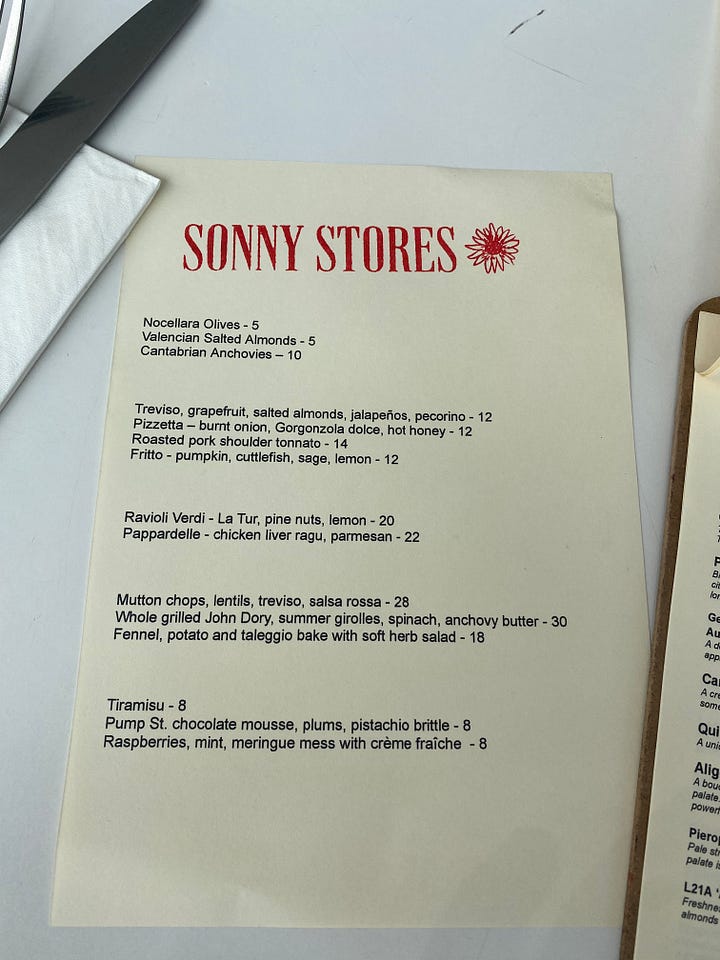 SONNY STORES
Nocellara Olives - 5
Valencian Salted Almonds - 5
Cantabrian Anchovies – 10
Treviso, grapefruit, salted almonds, jalapeños, pecorino - 12
Pizzetta – burnt onion, Gorgonzola dolce, hot honey - 12
Roasted pork shoulder tonnato - 14
Fritto - pumpkin, cuttlefish, sage, lemon - 12
Ravioli Verdi - La Tur, pine nuts, lemon - 20
Pappardelle - chicken liver ragu, parmesan - 22
Mutton chops, lentils, treviso, salsa rossa - 28
Whole grilled John Dory, summer girolles, spinach, anchovy butter - 30
Fennel, potato and taleggio bake with soft herb salad - 18
Tiramisu - 8
Pump St. chocolate mousse, plums, pistachio brittle - 8
Raspberries, mint, meringue mess with crème fraîche - 8
A
A
palate
Pale
palate
L21A
almonds